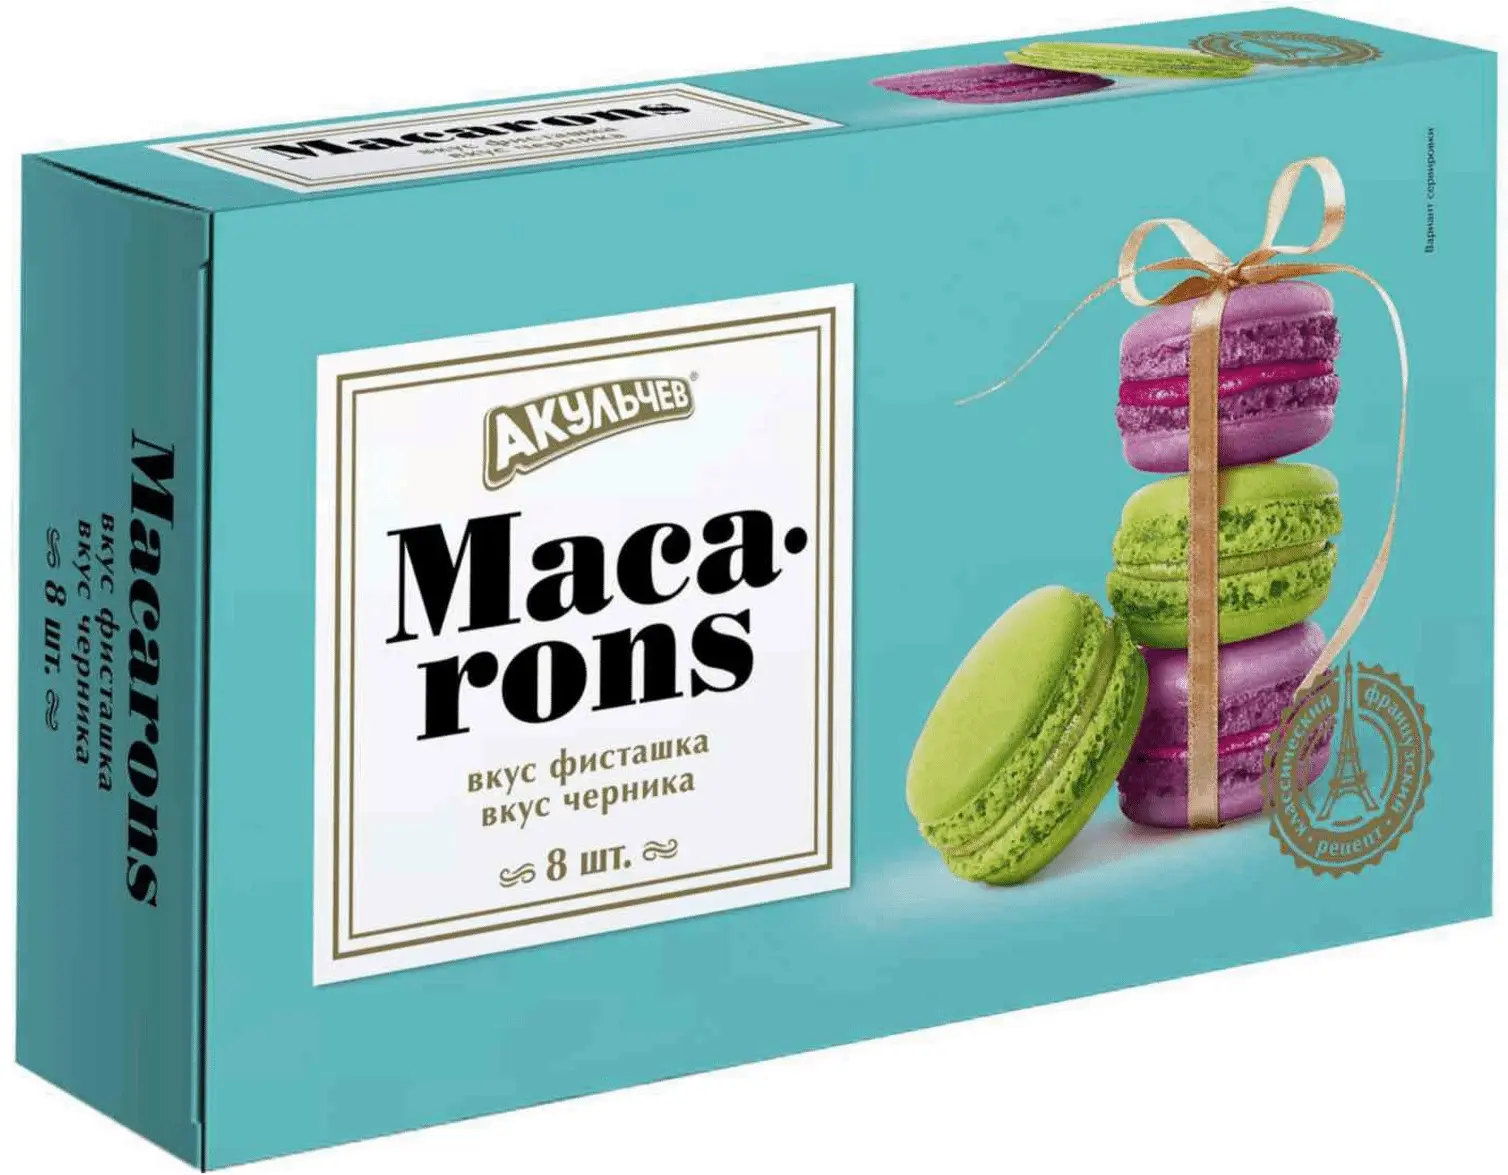 Macarons
вкус фисташка
вкус черника
Вариант сервировки
АКУЛЬЧЕВ®
Maca·
rons
вкус фисташка
вкус черника
8 шт.
Macarons
вкус фисташка
вкус черника
8 шт.
классический · французский · рецепт ·